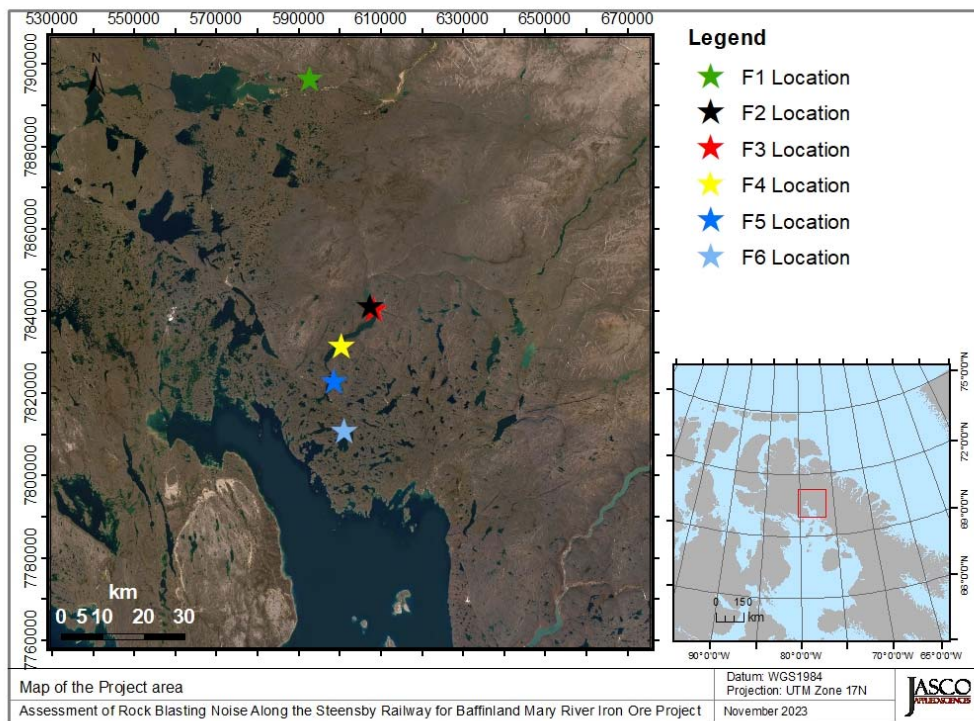 530000 550000 570000 590000 610000 630000 650000 670000
7900000
7880000
7860000
7840000
7820000
7800000
7780000
7760000
N
km
0 5 10 20 30
Legend
F1 Location
F2 Location
F3 Location
F4 Location
F5 Location
F6 Location
75°0'0"N
72°0'0"N
69°0'0"N
66°0'0"N
0 150
km
90°0'0"W 80°0'0"W 70°0'0"W 65°0'0"W
Map of the Project area
Assessment of Rock Blasting Noise Along the Steensby Railway for Baffinland Mary River Iron Ore Project
Datum: WGS1984
Projection: UTM Zone 17N
November 2023
JASCO
APPLIED SCIENCES